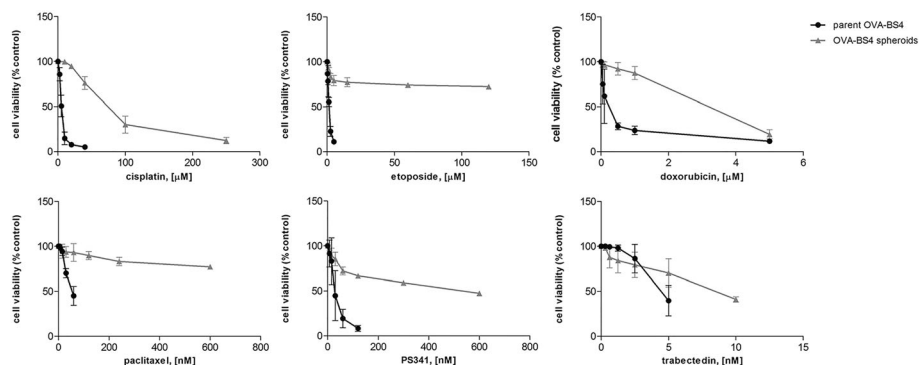 parent OVA-BS4
OVA-BS4 spheroids
cell viability (% control)
150
100
50
0
0 100 200 300
cisplatin, [µM]
cell viability (% control)
150
100
50
0
0 50 100 150
etoposide, [µM]
cell viability (% control)
150
100
50
0
0 2 4 6
doxorubicin, [µM]
cell viability (% control)
150
100
50
0
0 200 400 600 800
paclitaxel, [nM]
cell viability (% control)
150
100
50
0
0 200 400 600 800
PS341, [nM]
cell viability (% control)
150
100
50
0
0 5 10 15
trabectedin, [nM]